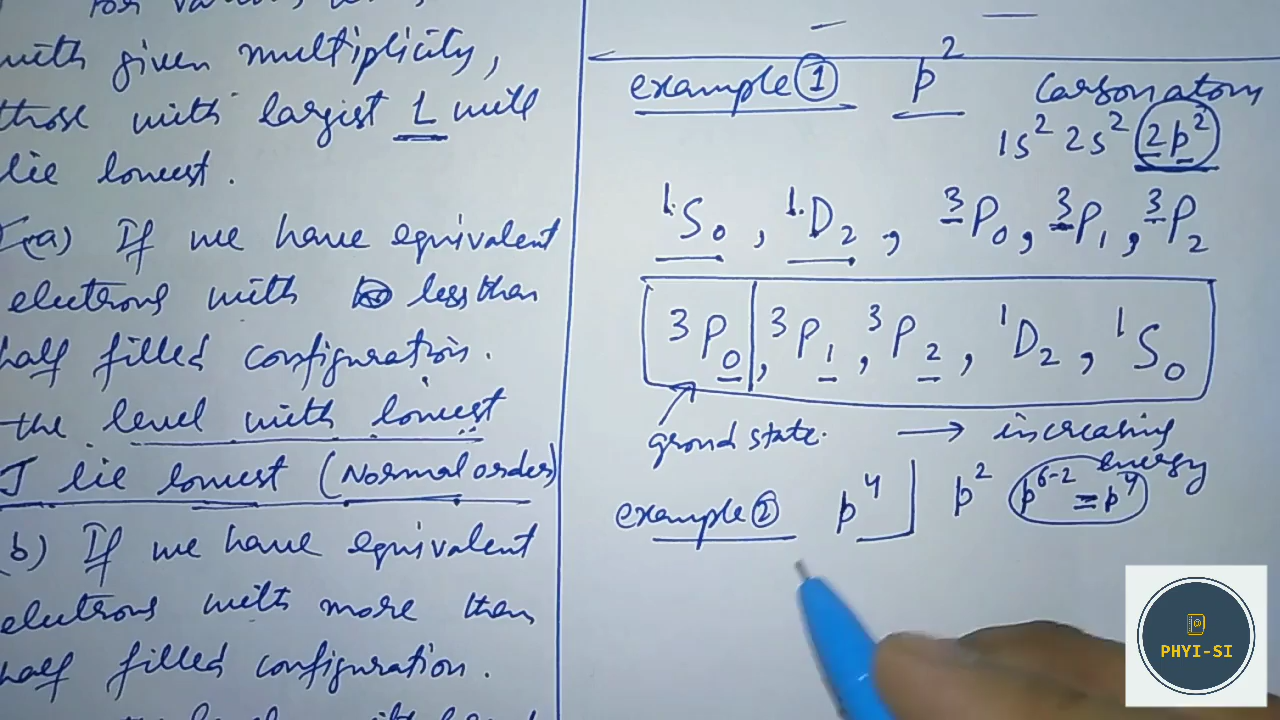 with given multiplicity,
those with largest L will
lie lowest.
(a) If we have equivalent
electrons with less than
half filled configuration.
the level with lowest
J lie lowest (Normal order)
(b) If we have equivalent
electrons with more than
half filled configuration.
example ① p²
Carbon atom
1s² 2s² 2p²
¹S₀, ¹D₂, ³P₀, ³P₁, ³P₂
³P₀, ³P₁, ³P₂, ¹D₂, ¹S₀
grond state. → increasing
energy
example ② p⁴ p² p⁶⁻² = p⁴
PHYI-SI